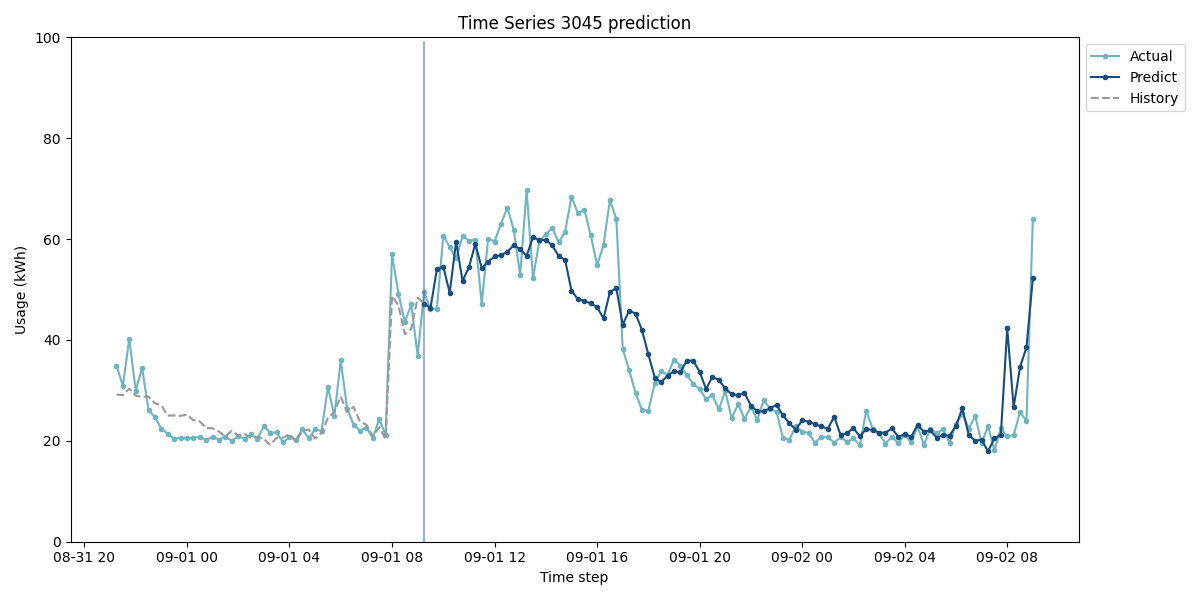 Time Series 3045 prediction
100
80
60
40
20
0
Usage (kWh)
08-31 20
09-01 00
09-01 04
09-01 08
09-01 12
09-01 16
09-01 20
09-02 00
09-02 04
09-02 08
Time step
Actual
Predict
History